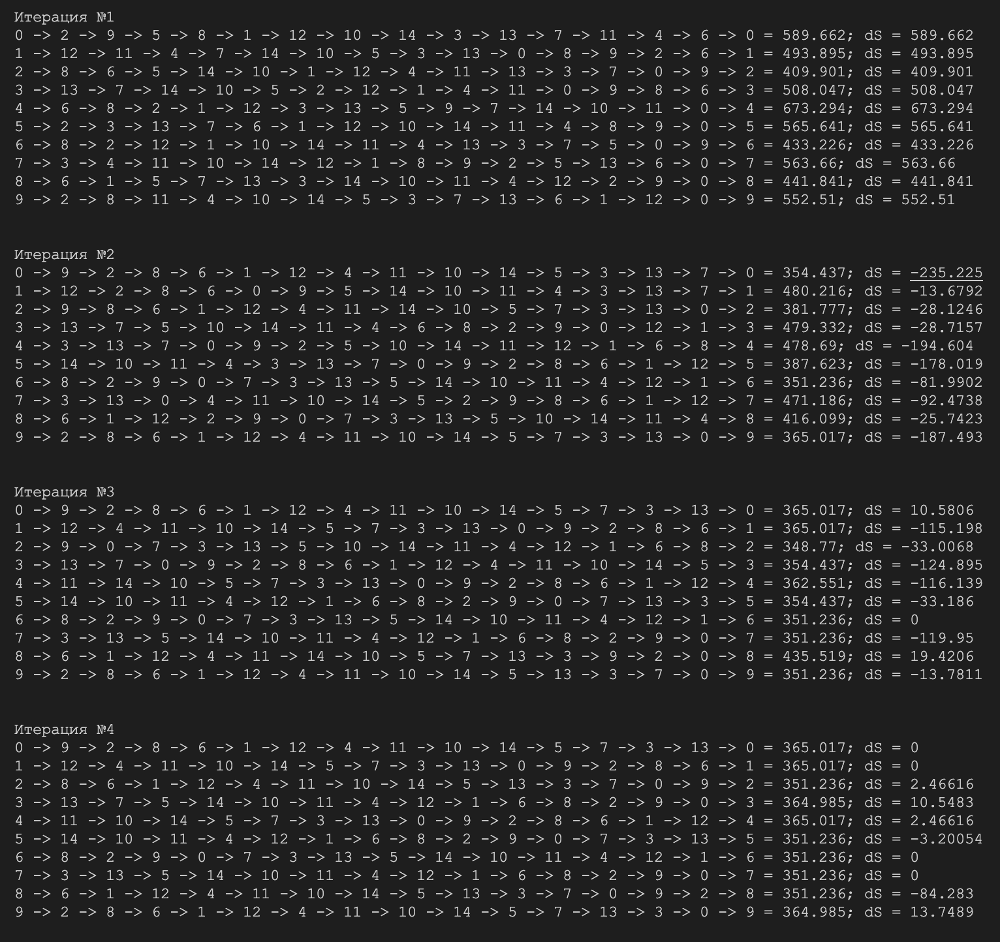 Итерация №1
0 -> 2 -> 9 -> 5 -> 8 -> 1 -> 12 -> 10 -> 14 -> 3 -> 13 -> 7 -> 11 -> 4 -> 6 -> 0 = 589.662; dS = 589.662
1 -> 12 -> 11 -> 4 -> 7 -> 14 -> 10 -> 5 -> 3 -> 13 -> 0 -> 8 -> 9 -> 2 -> 6 -> 1 = 493.895; dS = 493.895
2 -> 8 -> 6 -> 5 -> 14 -> 10 -> 1 -> 12 -> 4 -> 11 -> 13 -> 3 -> 7 -> 0 -> 9 -> 2 = 409.901; dS = 409.901
3 -> 13 -> 7 -> 14 -> 10 -> 5 -> 2 -> 12 -> 1 -> 4 -> 11 -> 0 -> 9 -> 8 -> 6 -> 3 = 508.047; dS = 508.047
4 -> 6 -> 8 -> 2 -> 1 -> 12 -> 3 -> 13 -> 5 -> 9 -> 7 -> 14 -> 10 -> 11 -> 0 -> 4 = 673.294; dS = 673.294
5 -> 2 -> 3 -> 13 -> 7 -> 6 -> 1 -> 12 -> 10 -> 14 -> 11 -> 4 -> 8 -> 9 -> 0 -> 5 = 565.641; dS = 565.641
6 -> 8 -> 2 -> 12 -> 1 -> 10 -> 14 -> 11 -> 4 -> 13 -> 3 -> 7 -> 5 -> 0 -> 9 -> 6 = 433.226; dS = 433.226
7 -> 3 -> 4 -> 11 -> 10 -> 14 -> 12 -> 1 -> 8 -> 9 -> 2 -> 5 -> 13 -> 6 -> 0 -> 7 = 563.66; dS = 563.66
8 -> 6 -> 1 -> 5 -> 7 -> 13 -> 3 -> 14 -> 10 -> 11 -> 4 -> 12 -> 2 -> 9 -> 0 -> 8 = 441.841; dS = 441.841
9 -> 2 -> 8 -> 11 -> 4 -> 10 -> 14 -> 5 -> 3 -> 7 -> 13 -> 6 -> 1 -> 12 -> 0 -> 9 = 552.51; dS = 552.51
Итерация №2
0 -> 9 -> 2 -> 8 -> 6 -> 1 -> 12 -> 4 -> 11 -> 10 -> 14 -> 5 -> 3 -> 13 -> 7 -> 0 = 354.437; dS = -235.225
1 -> 12 -> 2 -> 8 -> 6 -> 0 -> 9 -> 5 -> 14 -> 10 -> 11 -> 4 -> 3 -> 13 -> 7 -> 1 = 480.216; dS = -13.6792
2 -> 9 -> 8 -> 6 -> 1 -> 12 -> 4 -> 11 -> 14 -> 10 -> 5 -> 7 -> 3 -> 13 -> 0 -> 2 = 381.777; dS = -28.1246
3 -> 13 -> 7 -> 5 -> 10 -> 14 -> 11 -> 4 -> 6 -> 8 -> 2 -> 9 -> 0 -> 12 -> 1 -> 3 = 479.332; dS = -28.7157
4 -> 3 -> 13 -> 7 -> 0 -> 9 -> 2 -> 5 -> 10 -> 14 -> 11 -> 12 -> 1 -> 6 -> 8 -> 4 = 478.69; dS = -194.604
5 -> 14 -> 10 -> 11 -> 4 -> 3 -> 13 -> 7 -> 0 -> 9 -> 2 -> 8 -> 6 -> 1 -> 12 -> 5 = 387.623; dS = -178.019
6 -> 8 -> 2 -> 9 -> 0 -> 7 -> 3 -> 13 -> 5 -> 14 -> 10 -> 11 -> 4 -> 12 -> 1 -> 6 = 351.236; dS = -81.9902
7 -> 3 -> 13 -> 0 -> 4 -> 11 -> 10 -> 14 -> 5 -> 2 -> 9 -> 8 -> 6 -> 1 -> 12 -> 7 = 471.186; dS = -92.4738
8 -> 6 -> 1 -> 12 -> 2 -> 9 -> 0 -> 7 -> 3 -> 13 -> 5 -> 10 -> 14 -> 11 -> 4 -> 8 = 416.099; dS = -25.7423
9 -> 2 -> 8 -> 6 -> 1 -> 12 -> 4 -> 11 -> 10 -> 14 -> 5 -> 7 -> 3 -> 13 -> 0 -> 9 = 365.017; dS = -187.493
Итерация №3
0 -> 9 -> 2 -> 8 -> 6 -> 1 -> 12 -> 4 -> 11 -> 10 -> 14 -> 5 -> 7 -> 3 -> 13 -> 0 = 365.017; dS = 10.5806
1 -> 12 -> 4 -> 11 -> 10 -> 14 -> 5 -> 7 -> 3 -> 13 -> 0 -> 9 -> 2 -> 8 -> 6 -> 1 = 365.017; dS = -115.198
2 -> 9 -> 0 -> 7 -> 3 -> 13 -> 5 -> 10 -> 14 -> 11 -> 4 -> 12 -> 1 -> 6 -> 8 -> 2 = 348.77; dS = -33.0068
3 -> 13 -> 7 -> 0 -> 9 -> 2 -> 8 -> 6 -> 1 -> 12 -> 4 -> 11 -> 10 -> 14 -> 5 -> 3 = 354.437; dS = -124.895
4 -> 11 -> 14 -> 10 -> 5 -> 7 -> 3 -> 13 -> 0 -> 9 -> 2 -> 8 -> 6 -> 1 -> 12 -> 4 = 362.551; dS = -116.139
5 -> 14 -> 10 -> 11 -> 4 -> 12 -> 1 -> 6 -> 8 -> 2 -> 9 -> 0 -> 7 -> 13 -> 3 -> 5 = 354.437; dS = -33.186
6 -> 8 -> 2 -> 9 -> 0 -> 7 -> 3 -> 13 -> 5 -> 14 -> 10 -> 11 -> 4 -> 12 -> 1 -> 6 = 351.236; dS = 0
7 -> 3 -> 13 -> 5 -> 14 -> 10 -> 11 -> 4 -> 12 -> 1 -> 6 -> 8 -> 2 -> 9 -> 0 -> 7 = 351.236; dS = -119.95
8 -> 6 -> 1 -> 12 -> 4 -> 11 -> 14 -> 10 -> 5 -> 7 -> 13 -> 3 -> 9 -> 2 -> 0 -> 8 = 435.519; dS = 19.4206
9 -> 2 -> 8 -> 6 -> 1 -> 12 -> 4 -> 11 -> 10 -> 14 -> 5 -> 13 -> 3 -> 7 -> 0 -> 9 = 351.236; dS = -13.7811
Итерация №4
0 -> 9 -> 2 -> 8 -> 6 -> 1 -> 12 -> 4 -> 11 -> 10 -> 14 -> 5 -> 7 -> 3 -> 13 -> 0 = 365.017; dS = 0
1 -> 12 -> 4 -> 11 -> 10 -> 14 -> 5 -> 7 -> 3 -> 13 -> 0 -> 9 -> 2 -> 8 -> 6 -> 1 = 365.017; dS = 0
2 -> 8 -> 6 -> 1 -> 12 -> 4 -> 11 -> 10 -> 14 -> 5 -> 13 -> 3 -> 7 -> 0 -> 9 -> 2 = 351.236; dS = 2.46616
3 -> 13 -> 7 -> 5 -> 14 -> 10 -> 11 -> 4 -> 12 -> 1 -> 6 -> 8 -> 2 -> 9 -> 0 -> 3 = 364.985; dS = 10.5483
4 -> 11 -> 10 -> 14 -> 5 -> 7 -> 3 -> 13 -> 0 -> 9 -> 2 -> 8 -> 6 -> 1 -> 12 -> 4 = 365.017; dS = 2.46616
5 -> 14 -> 10 -> 11 -> 4 -> 12 -> 1 -> 6 -> 8 -> 2 -> 9 -> 0 -> 7 -> 3 -> 13 -> 5 = 351.236; dS = -3.20054
6 -> 8 -> 2 -> 9 -> 0 -> 7 -> 3 -> 13 -> 5 -> 14 -> 10 -> 11 -> 4 -> 12 -> 1 -> 6 = 351.236; dS = 0
7 -> 3 -> 13 -> 5 -> 14 -> 10 -> 11 -> 4 -> 12 -> 1 -> 6 -> 8 -> 2 -> 9 -> 0 -> 7 = 351.236; dS = 0
8 -> 6 -> 1 -> 12 -> 4 -> 11 -> 10 -> 14 -> 5 -> 13 -> 3 -> 7 -> 0 -> 9 -> 2 -> 8 = 351.236; dS = -84.283
9 -> 2 -> 8 -> 6 -> 1 -> 12 -> 4 -> 11 -> 10 -> 14 -> 5 -> 7 -> 13 -> 3 -> 0 -> 9 = 364.985; dS = 13.7489